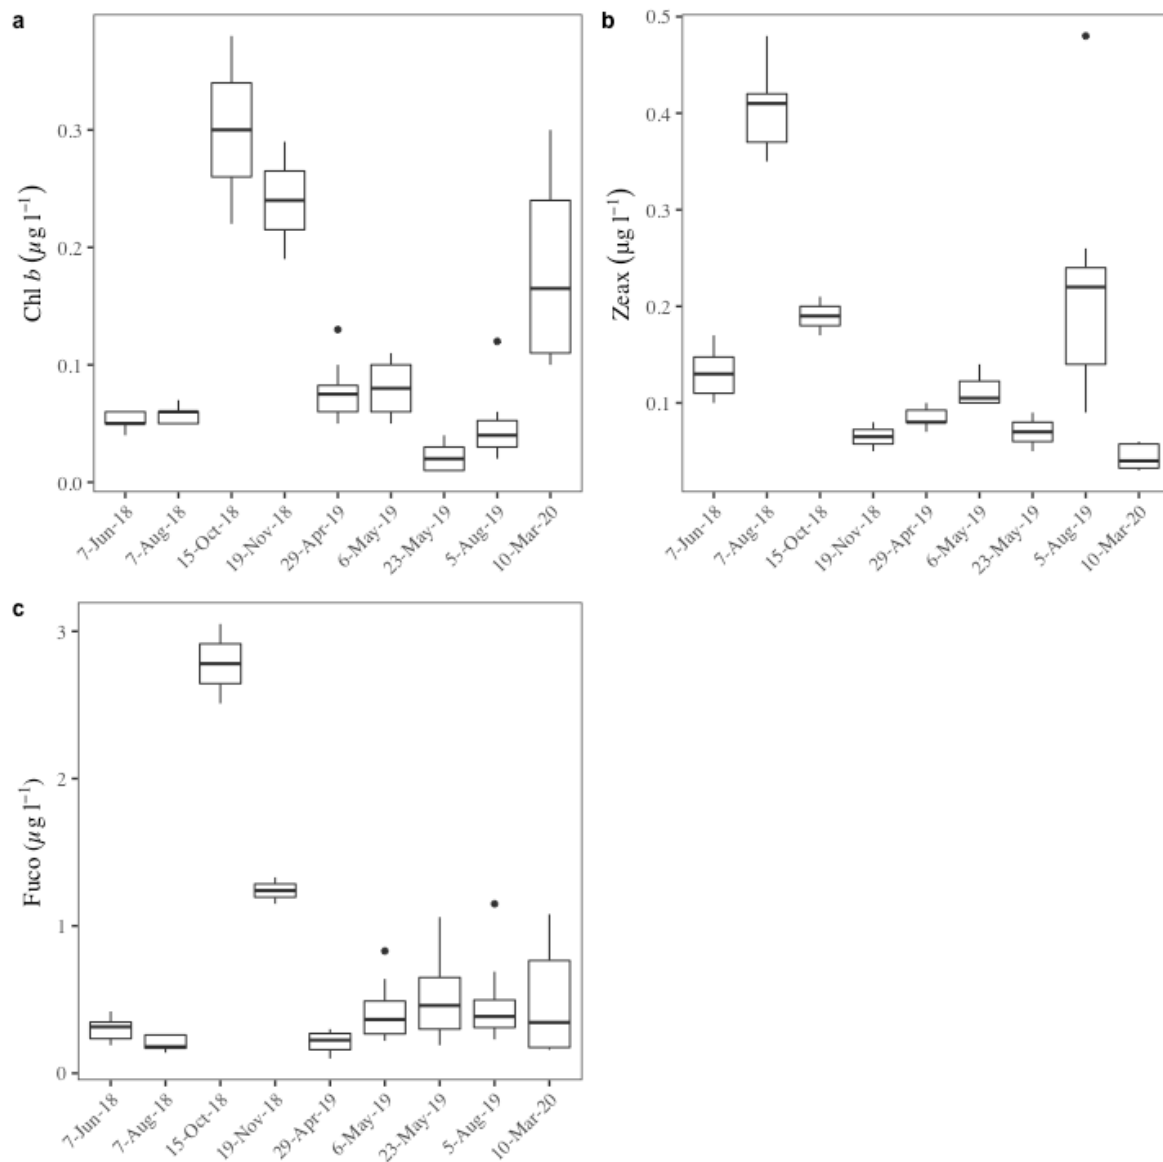 a
Chl b (µg l⁻¹)
0.3
0.2
0.1
0.0
7-Jun-18
7-Aug-18
15-Oct-18
19-Nov-18
29-Apr-19
6-May-19
23-May-19
5-Aug-19
10-Mar-20
b
Zeax (µg l⁻¹)
0.5
0.4
0.3
0.2
0.1
7-Jun-18
7-Aug-18
15-Oct-18
19-Nov-18
29-Apr-19
6-May-19
23-May-19
5-Aug-19
10-Mar-20
c
Fuco (µg l⁻¹)
3
2
1
0
7-Jun-18
7-Aug-18
15-Oct-18
19-Nov-18
29-Apr-19
6-May-19
23-May-19
5-Aug-19
10-Mar-20